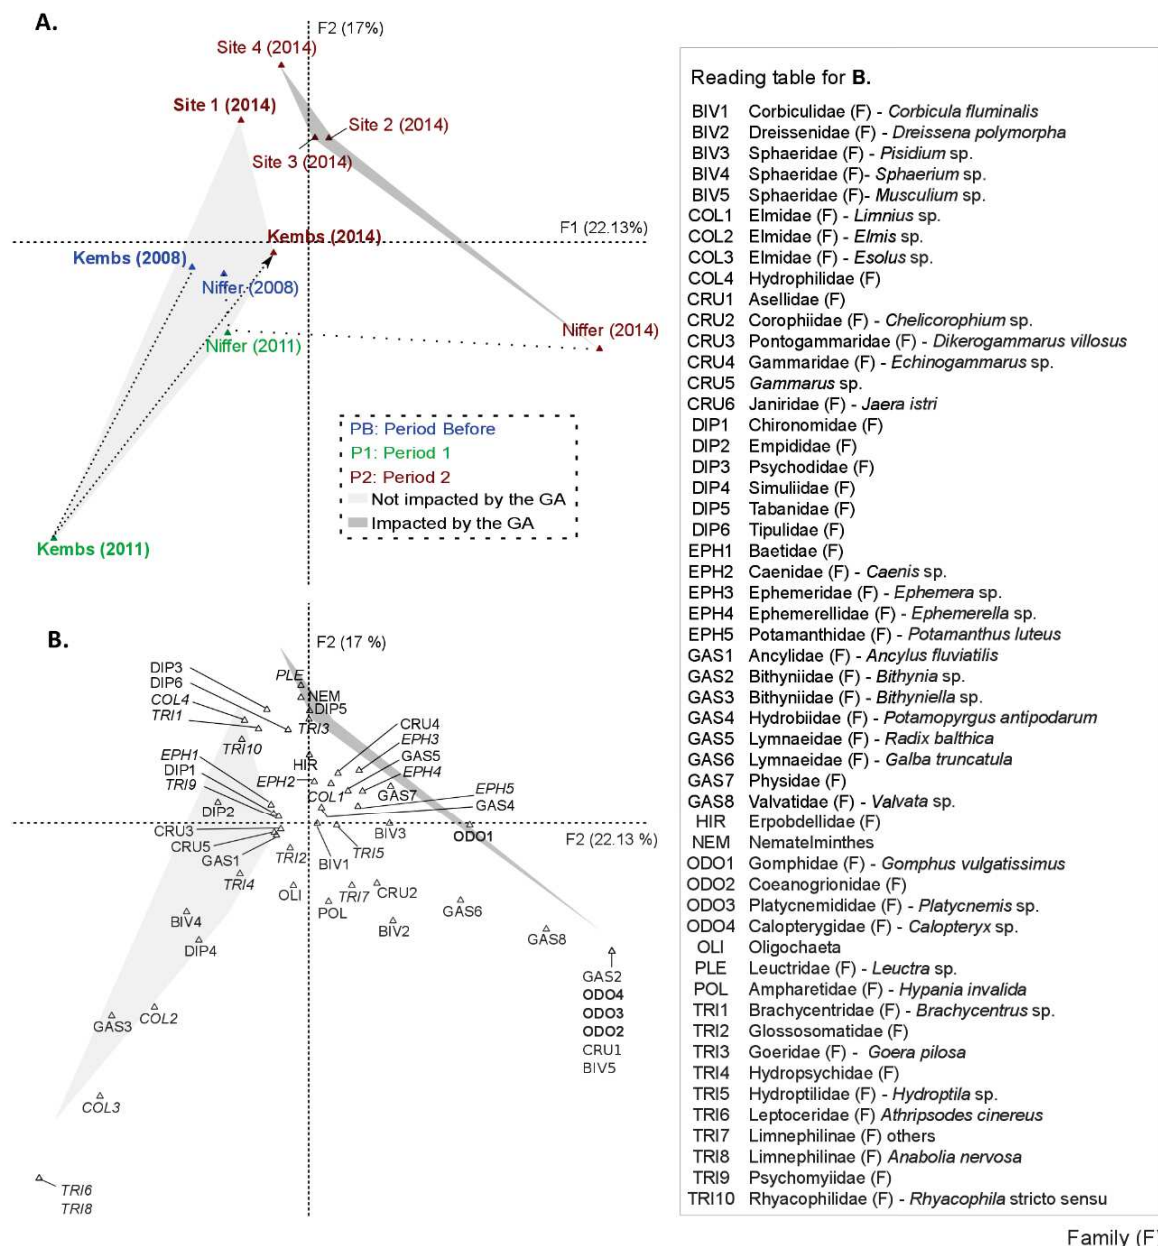 A.
F2 (17%)
Site 4 (2014)
Site 1 (2014)
Site 2 (2014)
Site 3 (2014)
F1 (22.13%)
Kembs (2014)
Kembs (2008)
Niffer (2008)
Niffer (2011)
Niffer (2014)
Kembs (2011)
PB: Period Before
P1: Period 1
P2: Period 2
Not impacted by the GA
Impacted by the GA
B.
F2 (17 %)
DIP3
DIP6
COL4
TRI1
TRI10
PLE
NEM
DIP5
TRI3
HIR
CRU4
EPH3
GAS5
EPH4
EPH1
DIP1
TRI9
DIP2
EPH2
COL1
GAS7
EPH5
GAS4
F2 (22.13 %)
CRU3
CRU5
GAS1
TRI2
BIV1
TRI5
BIV3
ODO1
TRI4
OLI
POL
TRI7
CRU2
BIV2
GAS6
GAS8
BIV4
DIP4
GAS2
ODO4
ODO3
ODO2
CRU1
BIV5
GAS3
COL2
COL3
TRI6
TRI8
Reading table for B.
BIV1 Corbiculidae (F) - Corbicula fluminalis
BIV2 Dreissenidae (F) - Dreissena polymorpha
BIV3 Sphaeridae (F) - Pisidium sp.
BIV4 Sphaeridae (F)- Sphaerium sp.
BIV5 Sphaeridae (F)- Musculium sp.
COL1 Elmidae (F) - Limnius sp.
COL2 Elmidae (F) - Elmis sp.
COL3 Elmidae (F) - Esolus sp.
COL4 Hydrophilidae (F)
CRU1 Asellidae (F)
CRU2 Corophiidae (F) - Chelicorophium sp.
CRU3 Pontogammaridae (F) - Dikerogammarus villosus
CRU4 Gammaridae (F) - Echinogammarus sp.
CRU5 Gammarus sp.
CRU6 Janiridae (F) - Jaera istri
DIP1 Chironomidae (F)
DIP2 Empididae (F)
DIP3 Psychodidae (F)
DIP4 Simuliidae (F)
DIP5 Tabanidae (F)
DIP6 Tipulidae (F)
EPH1 Baetidae (F)
EPH2 Caenidae (F) - Caenis sp.
EPH3 Ephemeridae (F) - Ephemera sp.
EPH4 Ephemerellidae (F) - Ephemerella sp.
EPH5 Potamanthidae (F) - Potamanthus luteus
GAS1 Ancylidae (F) - Ancylus fluviatilis
GAS2 Bithyniidae (F) - Bithynia sp.
GAS3 Bithyniidae (F) - Bithyniella sp.
GAS4 Hydrobiidae (F) - Potamopyrgus antipodarum
GAS5 Lymnaeidae (F) - Radix balthica
GAS6 Lymnaeidae (F) - Galba truncatula
GAS7 Physidae (F)
GAS8 Valvatidae (F) - Valvata sp.
HIR Erpobdellidae (F)
NEM Nematelminthes
ODO1 Gomphidae (F) - Gomphus vulgatissimus
ODO2 Coeanogrionidae (F)
ODO3 Platycnemididae (F) - Platycnemis sp.
ODO4 Calopterygidae (F) - Calopteryx sp.
OLI Oligochaeta
PLE Leuctridae (F) - Leuctra sp.
POL Ampharetidae (F) - Hypania invalida
TRI1 Brachycentridae (F) - Brachycentrus sp.
TRI2 Glossosomatidae (F)
TRI3 Goeridae (F) - Goera pilosa
TRI4 Hydropsychidae (F)
TRI5 Hydroptilidae (F) - Hydroptila sp.
TRI6 Leptoceridae (F) Athripsodes cinereus
TRI7 Limnephilinae (F) others
TRI8 Limnephilinae (F) Anabolia nervosa
TRI9 Psychomyiidae (F)
TRI10 Rhyacophilidae (F) - Rhyacophila stricto sensu
Family (F)